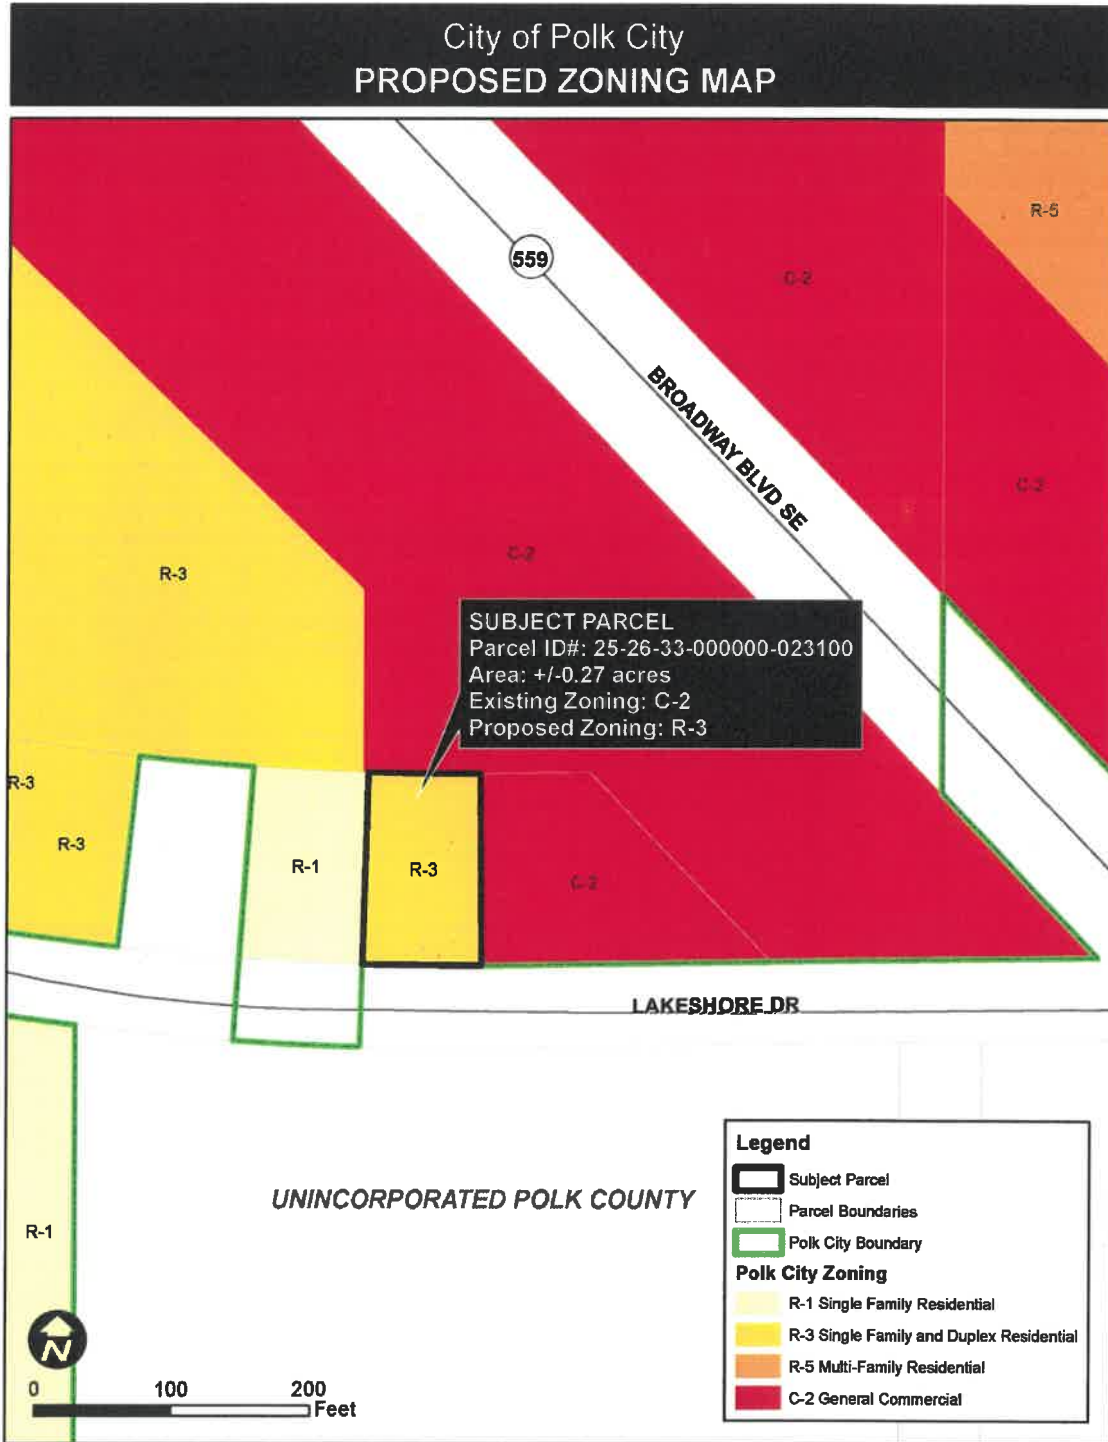 City of Polk City
PROPOSED ZONING MAP
R-5
559
C-2
BROADWAY BLVD SE
C-2
C-2
R-3
SUBJECT PARCEL
Parcel ID#: 25-26-33-000000-023100
Area: +/-0.27 acres
Existing Zoning: C-2
Proposed Zoning: R-3
R-3
R-3
R-1
R-3
C-2
LAKESHORE DR
UNINCORPORATED POLK COUNTY
R-1
N
0 100 200
Feet
Legend
Subject Parcel
Parcel Boundaries
Polk City Boundary
Polk City Zoning
R-1 Single Family Residential
R-3 Single Family and Duplex Residential
R-5 Multi-Family Residential
C-2 General Commercial